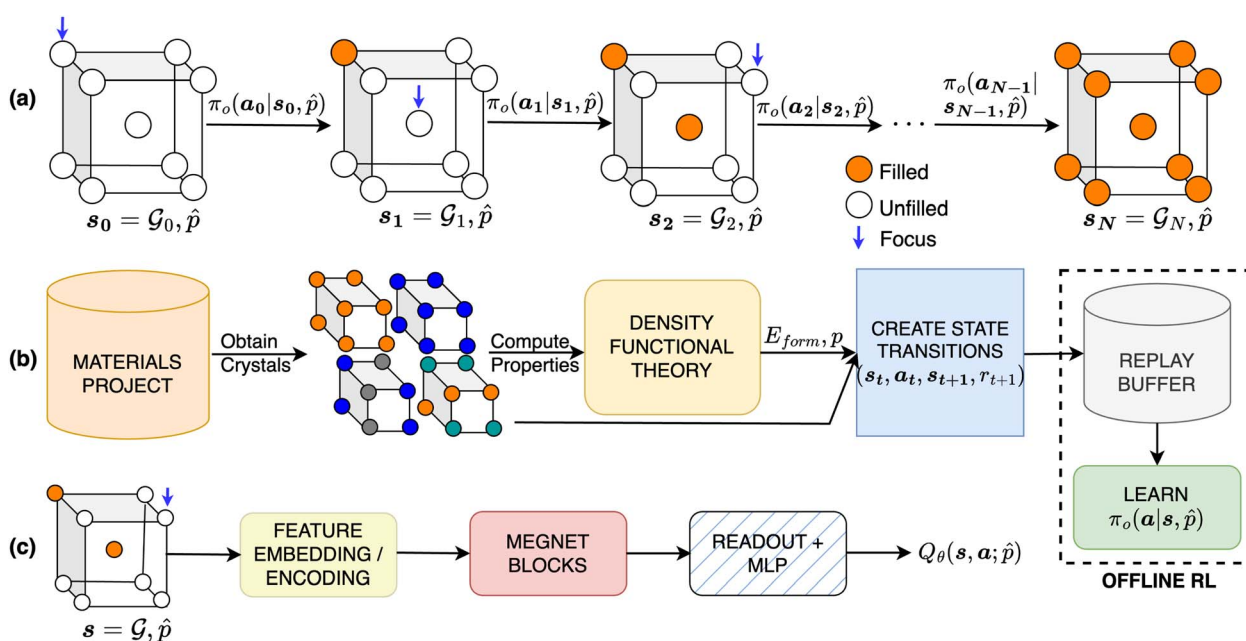 (a)
π_o(a_0|s_0, p̂)
π_o(a_1|s_1, p̂)
π_o(a_2|s_2, p̂)
· · ·
π_o(a_{N−1}|
s_{N−1}, p̂)
Filled
Unfilled
Focus
s_0 = G_0, p̂
s_1 = G_1, p̂
s_2 = G_2, p̂
s_N = G_N, p̂
(b)
MATERIALS
PROJECT
Obtain
Crystals
Compute
Properties
DENSITY
FUNCTIONAL
THEORY
E_{form}, p
CREATE STATE
TRANSITIONS
(s_t, a_t, s_{t+1}, r_{t+1})
REPLAY
BUFFER
LEARN
π_o(a|s, p̂)
OFFLINE RL
(c)
s = G, p̂
FEATURE
EMBEDDING /
ENCODING
MEGNET
BLOCKS
READOUT +
MLP
Q_θ(s, a; p̂)